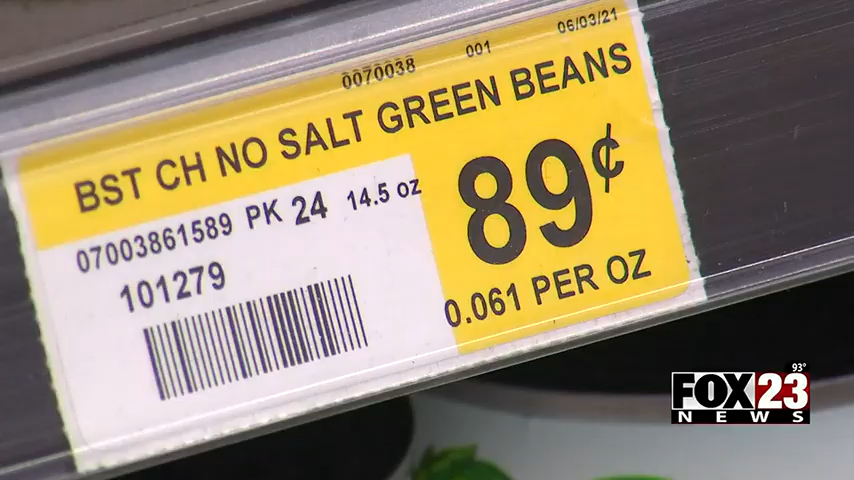 0070038 001 06/03/21
BST CH NO SALT GREEN BEANS
07003861589 PK 24 14.5 oz
101279
89¢
0.061 PER OZ
93°
FOX23
NEWS